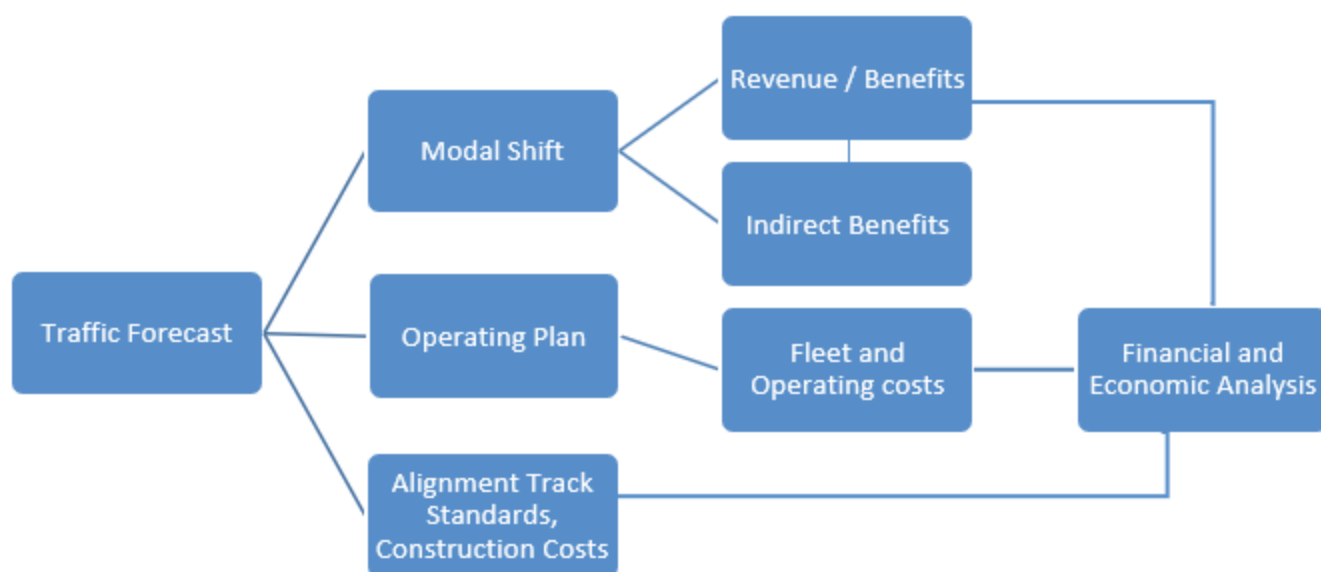 Traffic Forecast
Modal Shift
Operating Plan
Alignment Track
Standards,
Construction Costs
Revenue / Benefits
Indirect Benefits
Fleet and
Operating costs
Financial and
Economic Analysis